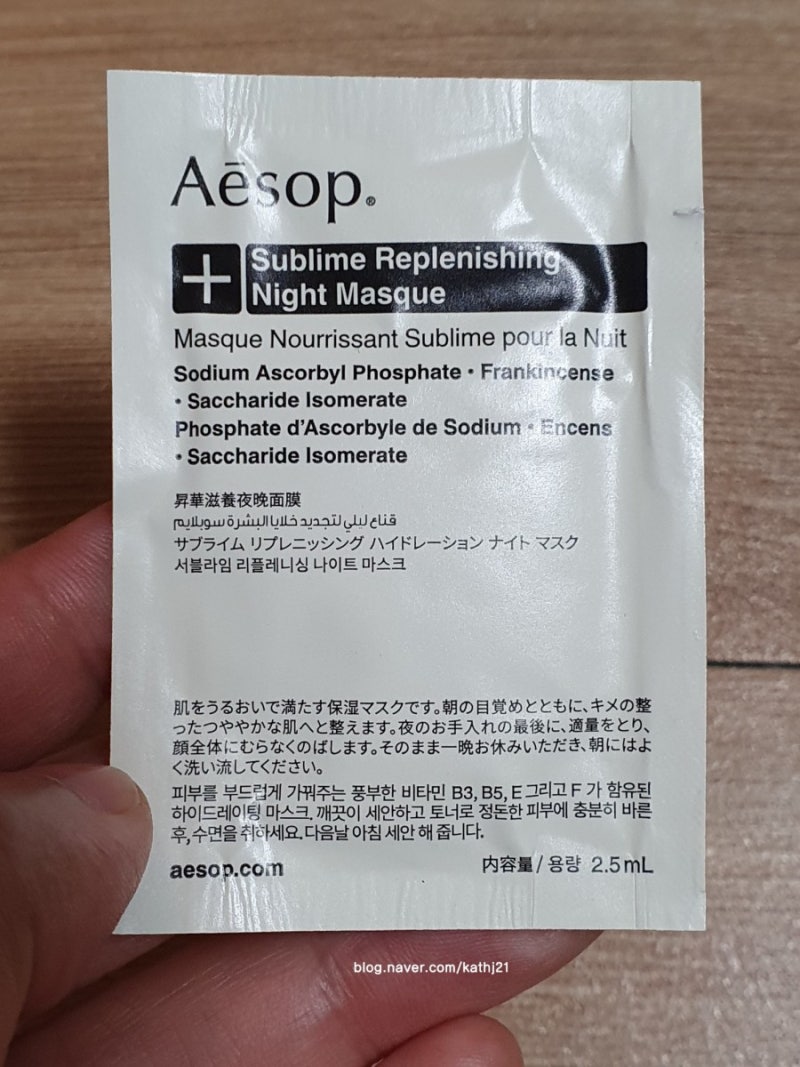 Aēsop®
+ Sublime Replenishing
Night Masque
Masque Nourrissant Sublime pour la Nuit
Sodium Ascorbyl Phosphate • Frankincense
• Saccharide Isomerate
Phosphate d'Ascorbyle de Sodium • Encens
• Saccharide Isomerate
昇華滋養夜晚面膜
قناع ليلي لتجديد خلايا البشرة سوبلايم
サブライム リプレニッシング ハイドレーション ナイト マスク
서블라임 리플레니싱 나이트 마스크
肌をうるおいで満たす保湿マスクです。朝の目覚めとともに、キメの整
ったつややかな肌へと整えます。夜のお手入れの最後に、適量をとり、
顔全体にむらなくのばします。そのまま一晩お休みいただき、朝にはよ
く洗い流してください。
피부를 부드럽게 가꿔주는 풍부한 비타민 B3, B5, E 그리고 F 가 함유된
하이드레이팅 마스크. 깨끗이 세안하고 토너로 정돈한 피부에 충분히 바른
후, 수면을 취하세요. 다음날 아침 세안 해 줍니다.
aesop.com
内容量 / 용량 2.5 mL
blog.naver.com/kathj21